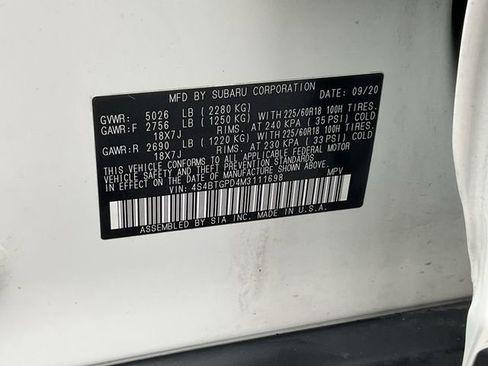 MFD BY SUBARU CORPORATION DATE: 09/20
GVWR: 5026 LB (2280 KG)
GAWR:F 2756 LB (1250 KG) WITH 225/60R18 100H TIRES.
18X7J RIMS. AT 240 KPA (35 PSI) COLD
GAWR:R 2690 LB (1220 KG) WITH 225/60R18 100H TIRES.
18X7J RIMS. AT 230 KPA (33 PSI) COLD
THIS VEHICLE CONFORMS TO ALL APPLICABLE FEDERAL MOTOR
VEHICLE SAFETY AND THEFT PREVENTION STANDARDS IN
EFFECT ON THE DATE OF MANUFACTURE SHOWN ABOVE.
VIN: 4S4BTGPD4M3111698 MPV
ASSEMBLED BY SIA INC. MADE IN U.S.A.